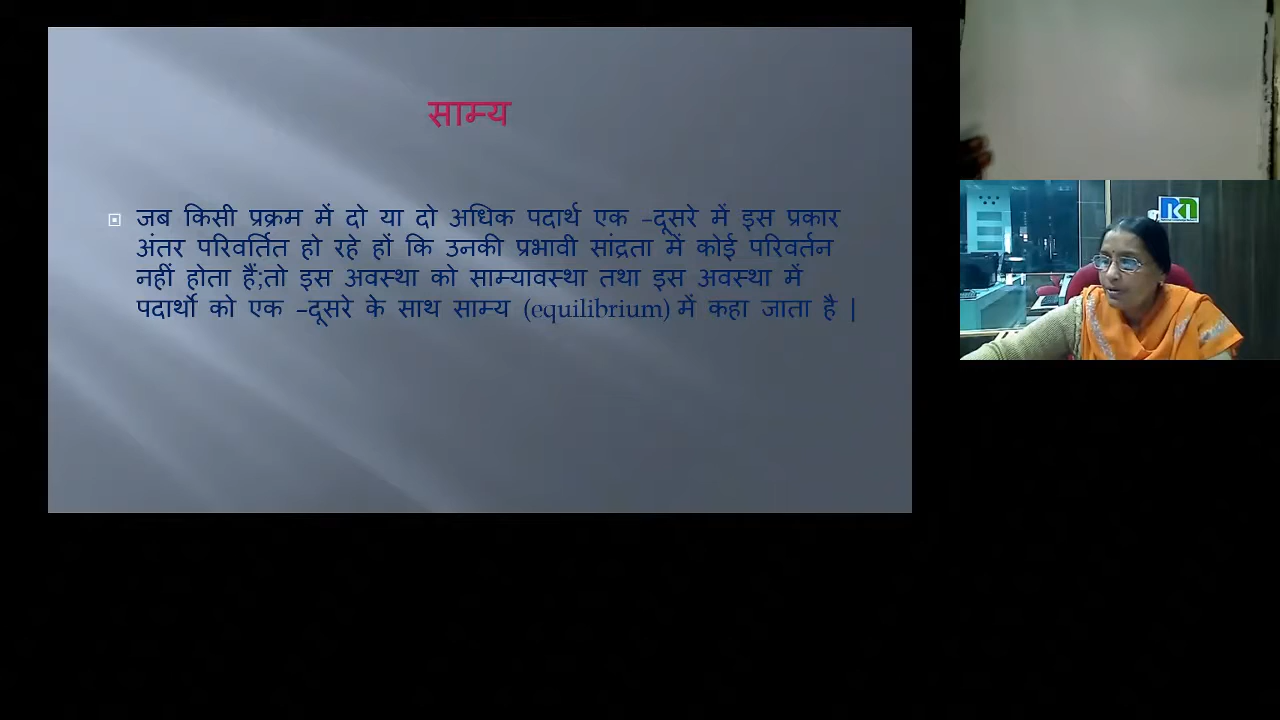 साम्य
जब किसी प्रक्रम में दो या दो अधिक पदार्थ एक –दूसरे में इस प्रकार
अंतर परिवर्तित हो रहे हों कि उनकी प्रभावी सांद्रता में कोई परिवर्तन
नहीं होता हैं;तो इस अवस्था को साम्यावस्था तथा इस अवस्था में
पदार्थो को एक –दूसरे के साथ साम्य (equilibrium) में कहा जाता है |